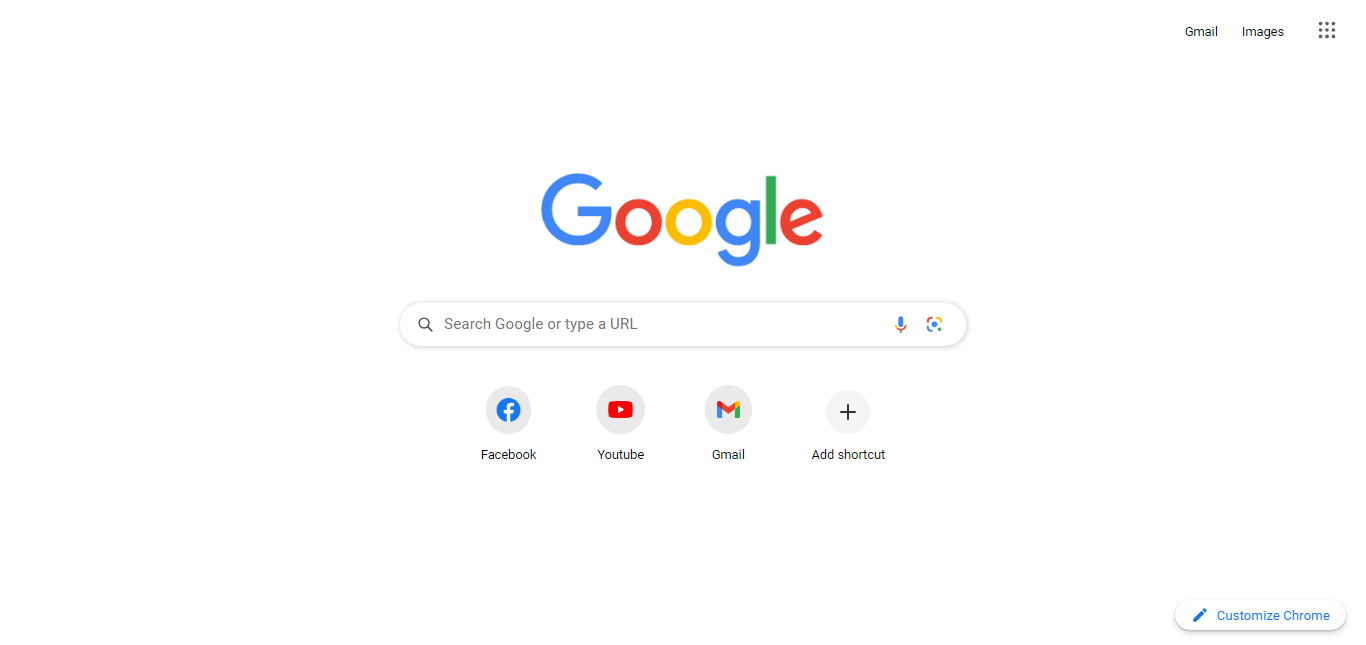 Gmail Images
Google
Search Google or type a URL
Facebook Youtube Gmail Add shortcut
Customize Chrome